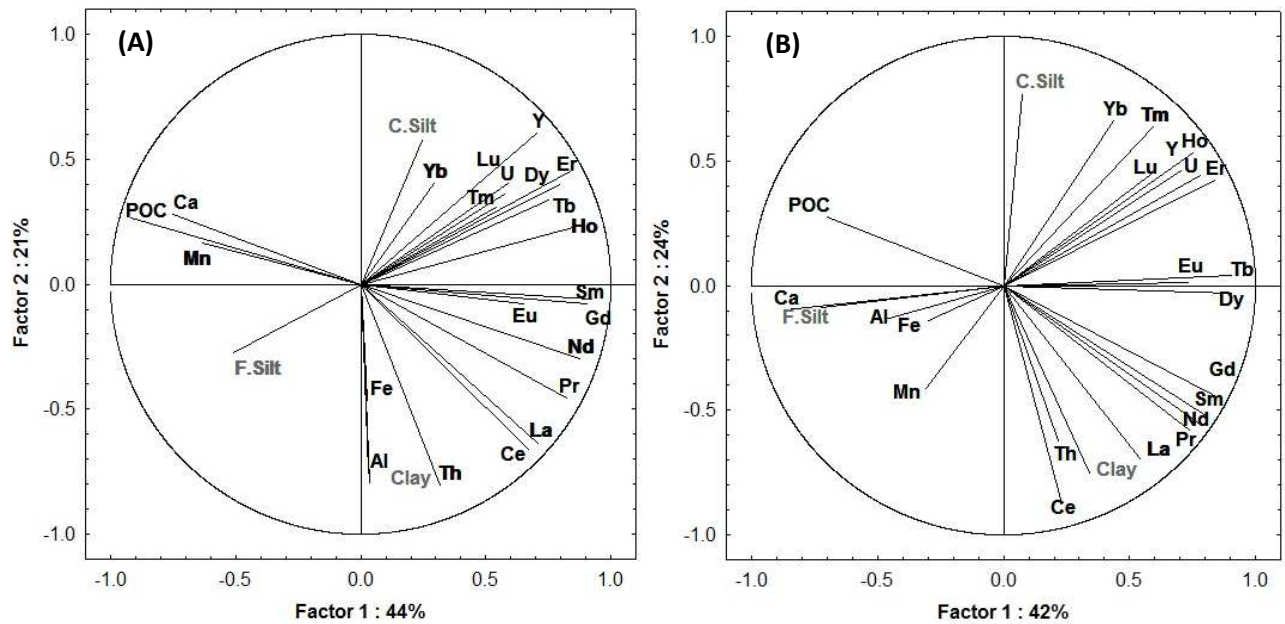 (A)
1.0
0.5
0.0
0.5
-1.0
Factor 2 : 21%
C.Silt
Y
Lu
Yb
U
Dy
Er
Tm
Tb
Ho
POC
Ca
Mn
Sm
Eu
Gd
Nd
F.Silt
Fe
Pr
La
Ce
Al
Clay
Th
-1.0
-0.5
0.0
0.5
1.0
Factor 1 : 44%
(B)
1.0
0.5
0.0
0.5
-1.0
Factor 2 : 24%
C.Silt
Yb
Tm
Y
Ho
Lu
U
Er
POC
Eu
Tb
Dy
Ca
F.Silt
Al
Fe
Mn
Gd
Sm
Nd
Pr
La
Th
Clay
Ce
-1.0
-0.5
0.0
0.5
1.0
Factor 1 : 42%